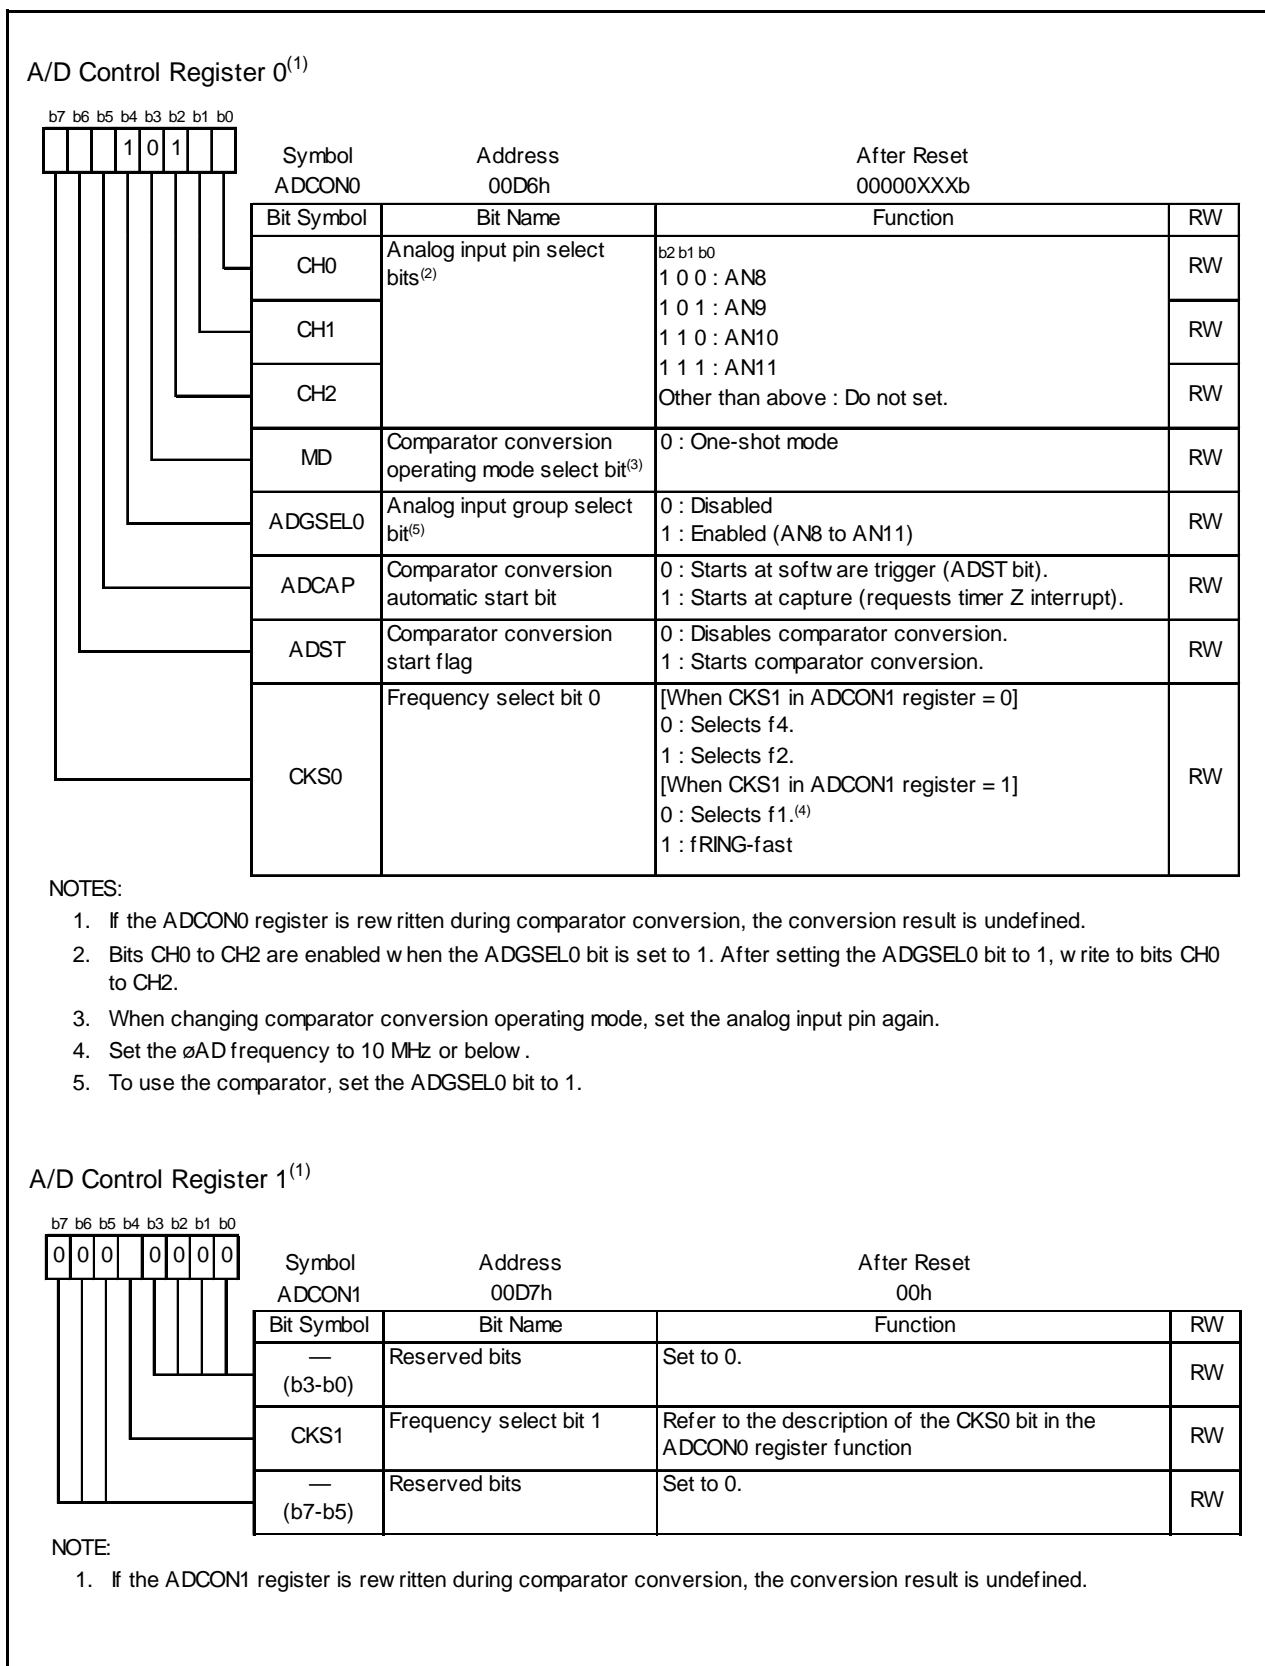 A/D Control Register 0(1)
b7 b6 b5 b4 b3 b2 b1 b0
1 0 1
Symbol Address After Reset
ADCON0 00D6h 00000XXXb
Bit Symbol Bit Name Function RW
CH0 Analog input pin select bits(2) b2 b1 b0 RW
1 0 0 : AN8
1 0 1 : AN9
CH1 1 1 0 : AN10 RW
1 1 1 : AN11
CH2 Other than above : Do not set. RW
MD Comparator conversion 0 : One-shot mode RW
operating mode select bit(3)
ADGSEL0 Analog input group select 0 : Disabled RW
bit(5) 1 : Enabled (AN8 to AN11)
ADCAP Comparator conversion 0 : Starts at software trigger (ADST bit). RW
automatic start bit 1 : Starts at capture (requests timer Z interrupt).
ADST Comparator conversion 0 : Disables comparator conversion. RW
start flag 1 : Starts comparator conversion.
CKS0 Frequency select bit 0 [When CKS1 in ADCON1 register = 0] RW
0 : Selects f4.
1 : Selects f2.
[When CKS1 in ADCON1 register = 1]
0 : Selects f1.(4)
1 : fRING-fast
NOTES:
1. If the ADCON0 register is rewritten during comparator conversion, the conversion result is undefined.
2. Bits CH0 to CH2 are enabled when the ADGSEL0 bit is set to 1. After setting the ADGSEL0 bit to 1, write to bits CH0
to CH2.
3. When changing comparator conversion operating mode, set the analog input pin again.
4. Set the øAD frequency to 10 MHz or below.
5. To use the comparator, set the ADGSEL0 bit to 1.
A/D Control Register 1(1)
b7 b6 b5 b4 b3 b2 b1 b0
0 0 0 0 0 0 0
Symbol Address After Reset
ADCON1 00D7h 00h
Bit Symbol Bit Name Function RW
— Reserved bits Set to 0. RW
(b3-b0)
CKS1 Frequency select bit 1 Refer to the description of the CKS0 bit in the RW
ADCON0 register function
— Reserved bits Set to 0. RW
(b7-b5)
NOTE:
1. If the ADCON1 register is rewritten during comparator conversion, the conversion result is undefined.